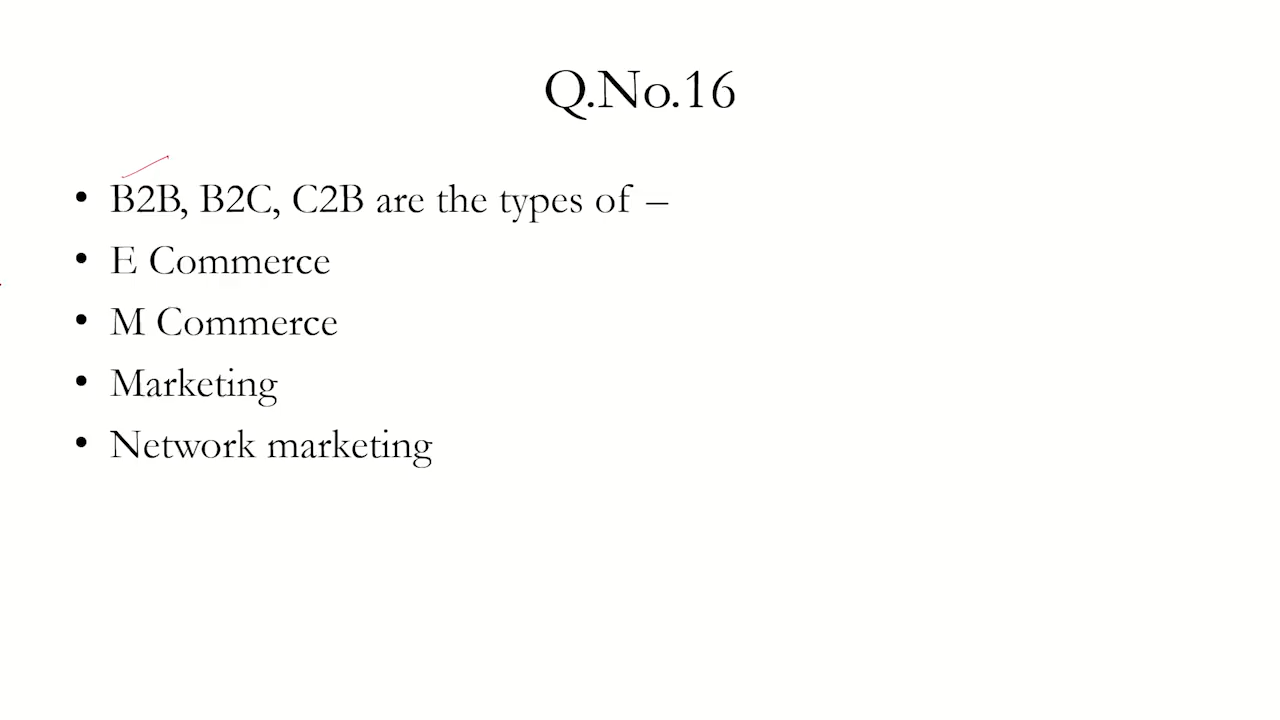 Q.No.16
• B2B, B2C, C2B are the types of –
• E Commerce
• M Commerce
• Marketing
• Network marketing